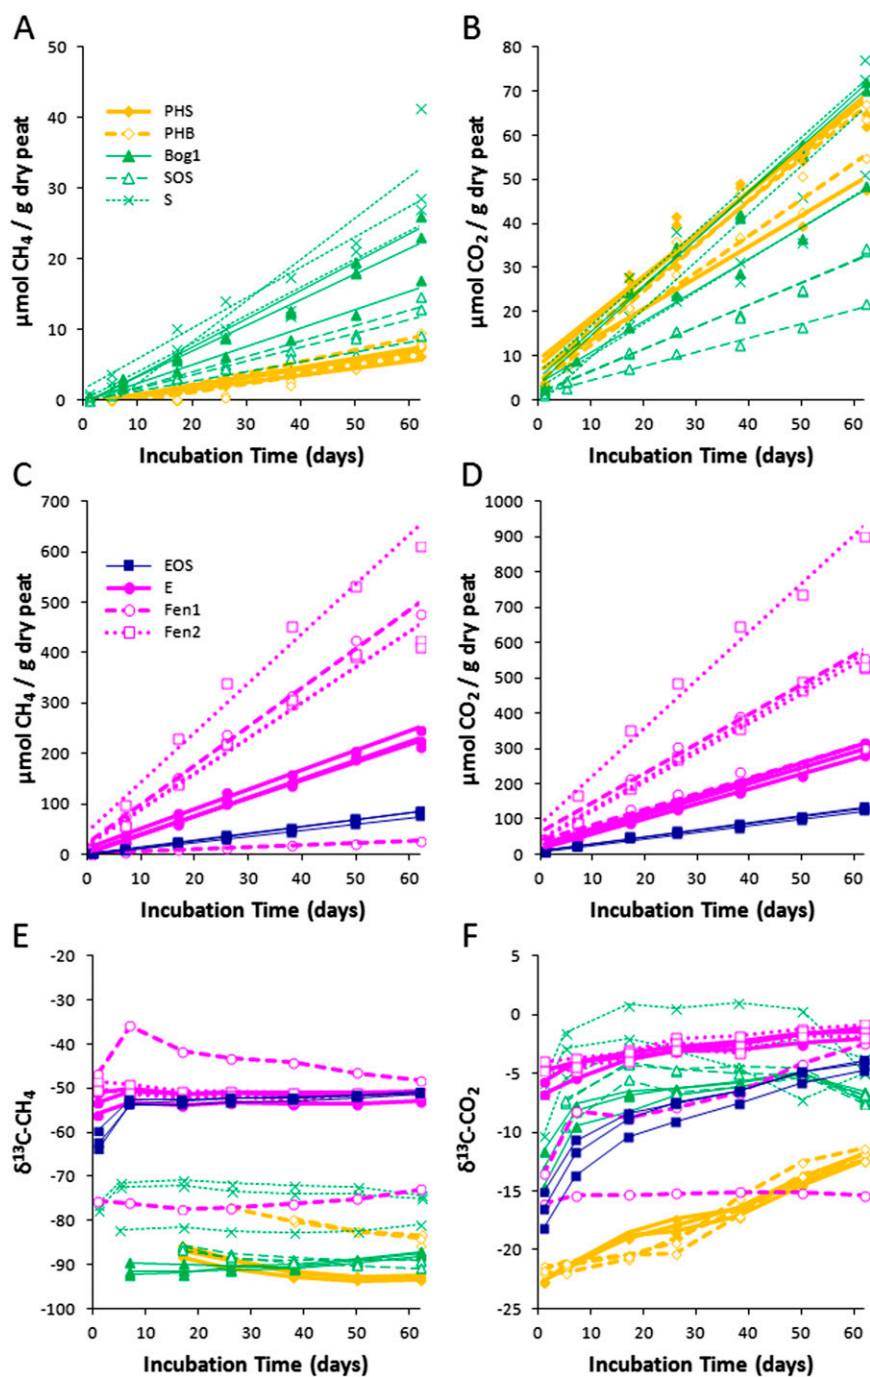 A
B
50
40
30
20
10
0
μmol CH4 / g dry peat
PHS
PHB
Bog1
SOS
S
0 10 20 30 40 50 60
Incubation Time (days)
80
70
60
50
40
30
20
10
0
μmol CO2 / g dry peat
0 10 20 30 40 50 60
Incubation Time (days)
C
D
700
600
500
400
300
200
100
0
μmol CH4 / g dry peat
EOS
E
Fen1
Fen2
0 10 20 30 40 50 60
Incubation Time (days)
1000
900
800
700
600
500
400
300
200
100
0
μmol CO2 / g dry peat
0 10 20 30 40 50 60
Incubation Time (days)
E
F
-20
-30
-40
-50
-60
-70
-80
-90
-100
δ13C-CH4
0 10 20 30 40 50 60
Incubation Time (days)
5
0
-5
-10
-15
-20
-25
δ13C-CO2
0 10 20 30 40 50 60
Incubation Time (days)